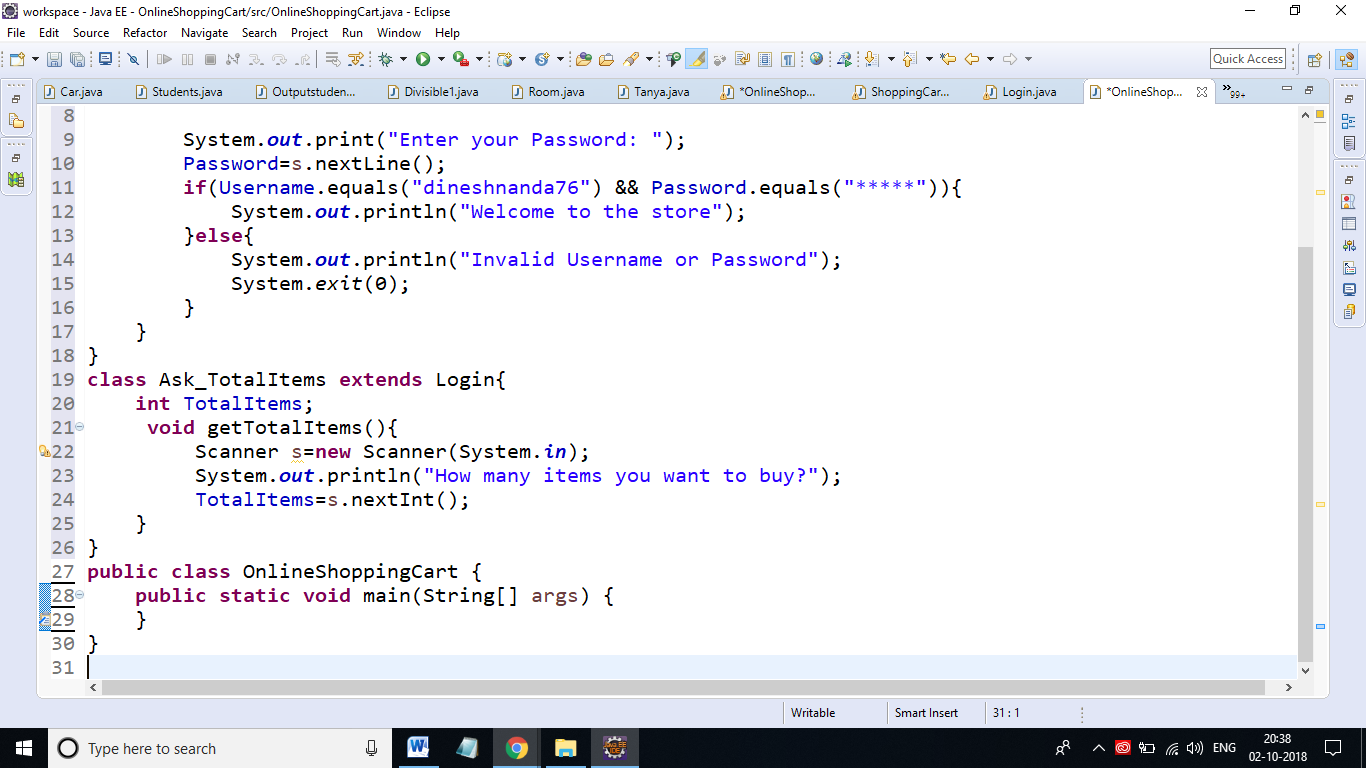 workspace - Java EE - OnlineShoppingCart/src/OnlineShoppingCart.java - Eclipse
File Edit Source Refactor Navigate Search Project Run Window Help
Quick Access
Car.java Students.java Outputstuden... Divisible1.java Room.java Tanya.java *OnlineShop... ShoppingCar... Login.java *OnlineShop... »99+
8
9 System.out.print("Enter your Password: ");
10 Password=s.nextLine();
11 if(Username.equals("dineshnanda76") && Password.equals("*****")){
12 System.out.println("Welcome to the store");
13 }else{
14 System.out.println("Invalid Username or Password");
15 System.exit(0);
16 }
17 }
18 }
19 class Ask_TotalItems extends Login{
20 int TotalItems;
21 void getTotalItems(){
22 Scanner s=new Scanner(System.in);
23 System.out.println("How many items you want to buy?");
24 TotalItems=s.nextInt();
25 }
26 }
27 public class OnlineShoppingCart {
28 public static void main(String[] args) {
29 }
30 }
31
Writable Smart Insert 31 : 1
Type here to search
ENG
20:38
02-10-2018